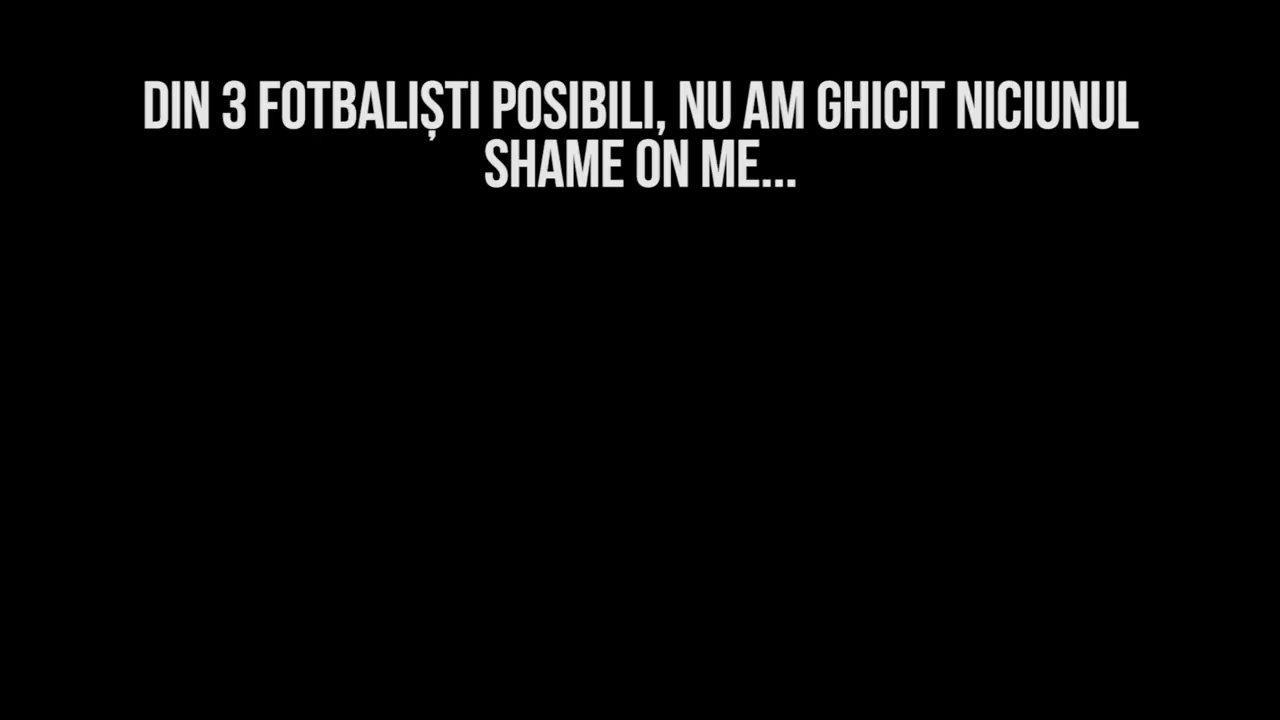 DIN 3 FOTBALIȘTI POSIBILI, NU AM GHICIT NICIUNUL
SHAME ON ME...